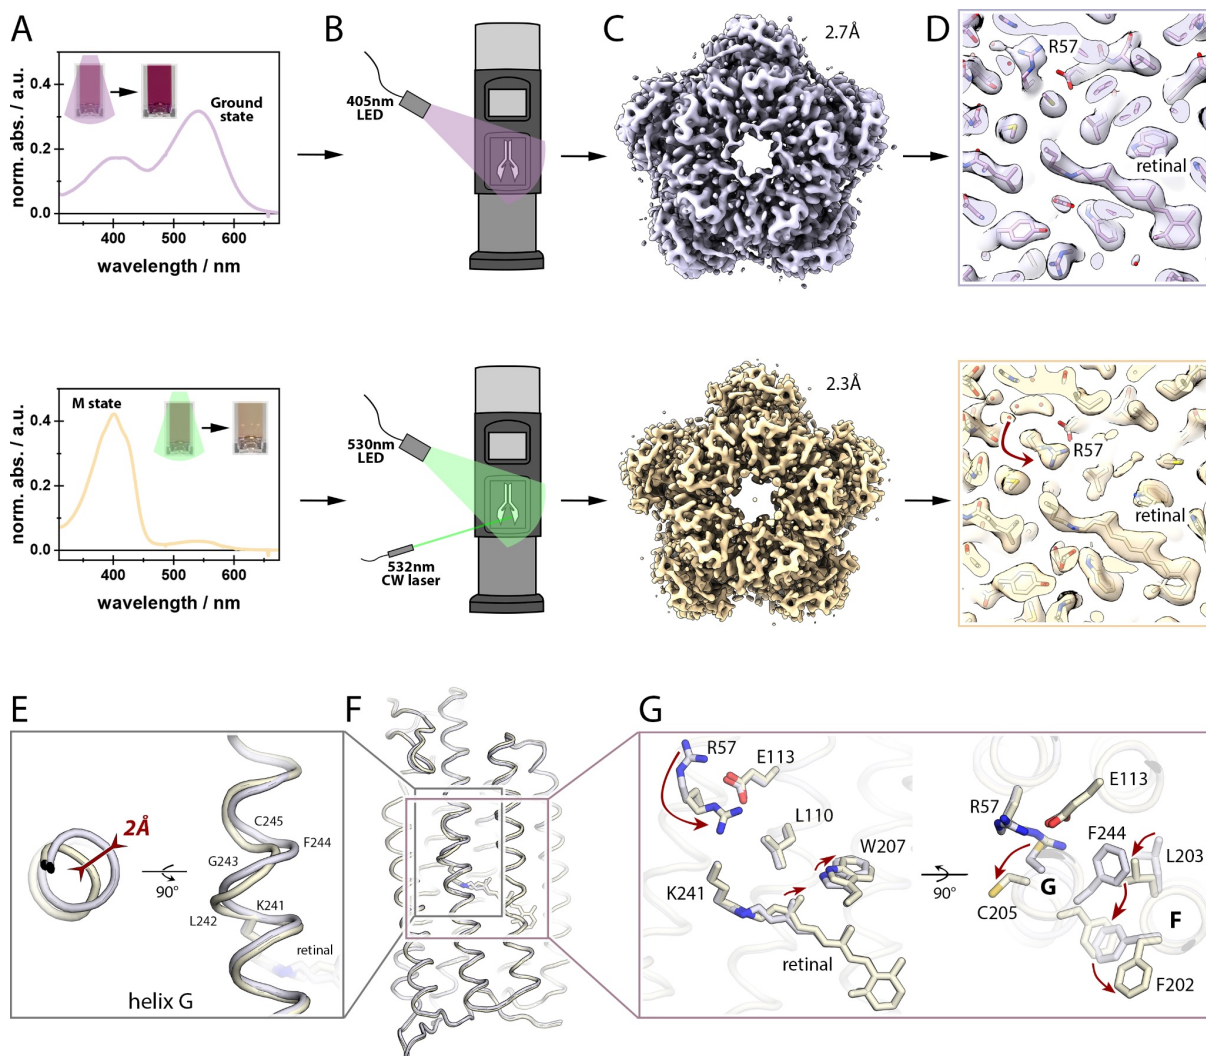 A
norm. abs. / a.u.
0.4
0.2
0.0
Ground
state
400
500
600
wavelength / nm
B
405nm
LED
C
2.7Å
D
R57
retinal
norm. abs. / a.u.
0.4
0.2
0.0
M state
400
500
600
wavelength / nm
530nm
LED
532nm
CW laser
2.3Å
R57
retinal
E
2Å
90°
C245
F244
G243
K241
L242
retinal
helix G
F
G
R57
E113
L110
W207
K241
retinal
90°
E113
R57
F244
L203
G
C205
F
F202